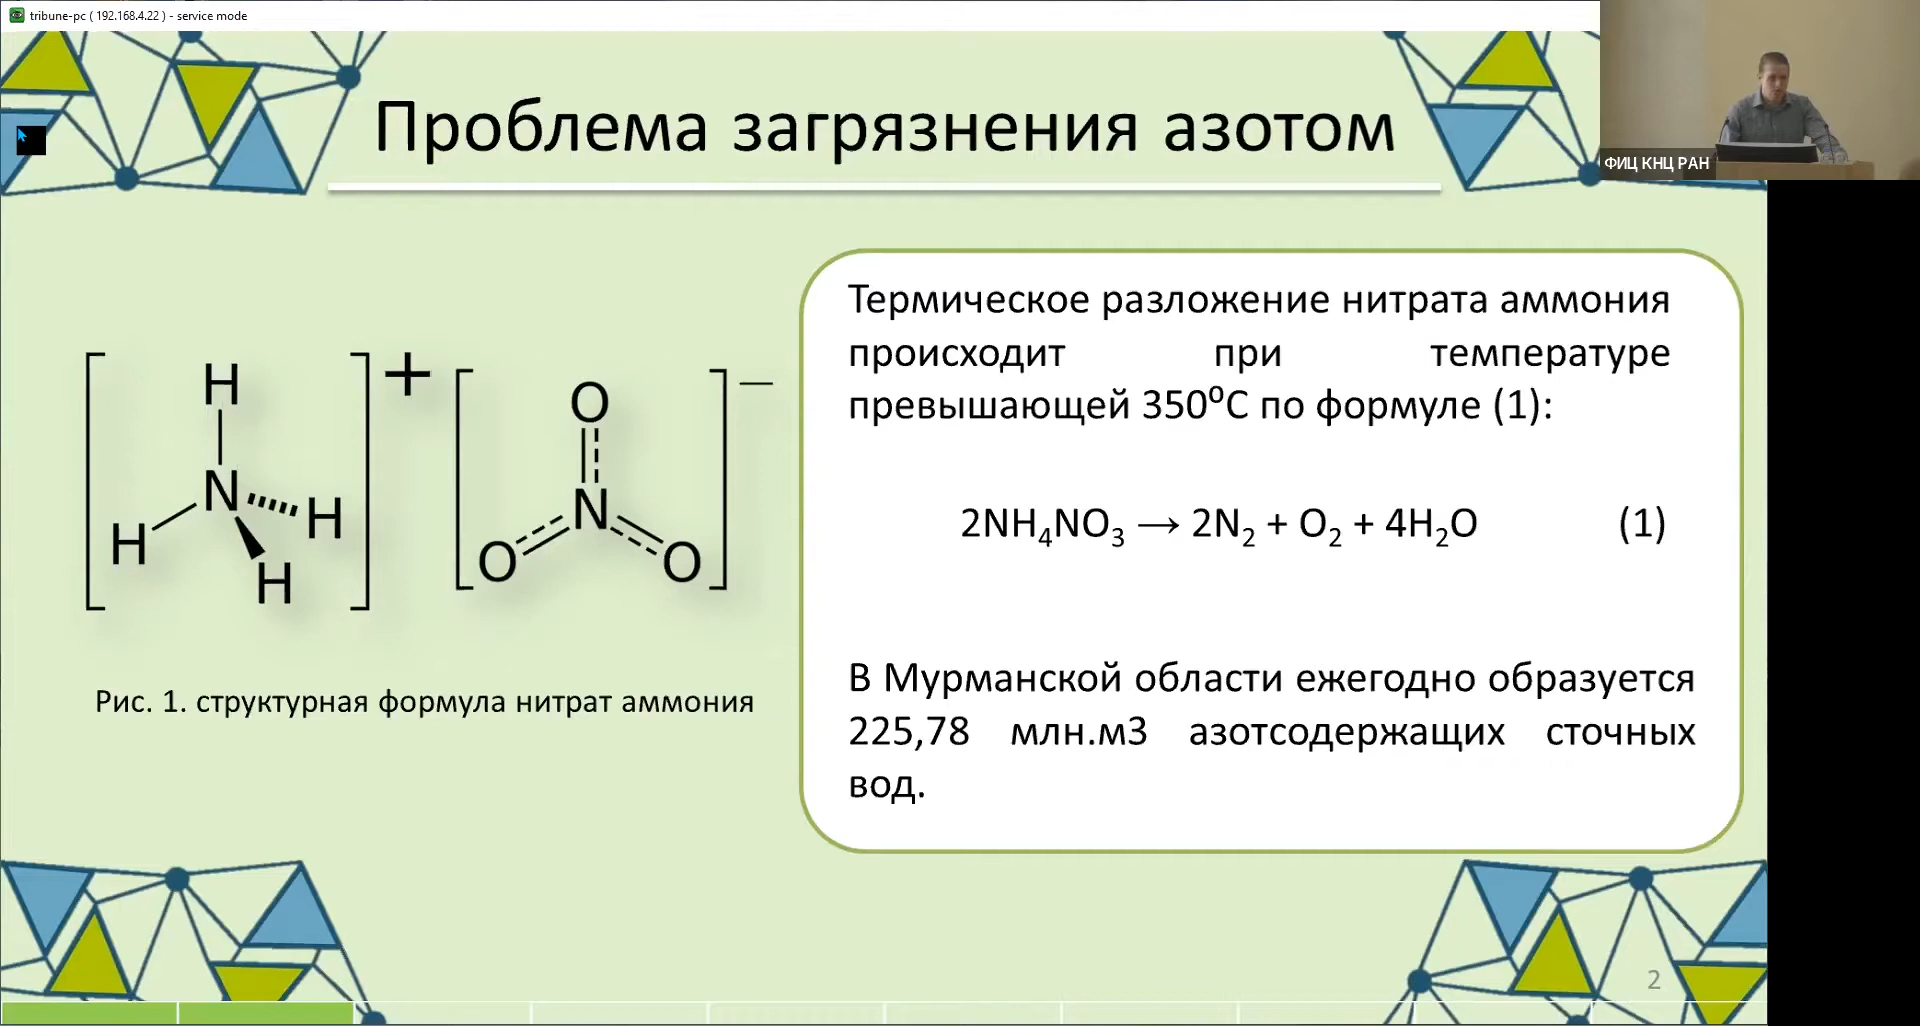 tribune-pc ( 192.168.4.22 ) - service mode
Проблема загрязнения азотом
ФИЦ КНЦ РАН
Термическое разложение нитрата аммония
происходит при температуре
превышающей 350⁰С по формуле (1):
2NH₄NO₃ → 2N₂ + O₂ + 4H₂O (1)
В Мурманской области ежегодно образуется
225,78 млн.м3 азотсодержащих сточных
вод.
[ H
N H
H
H ]+
[ O
N
O O ]–
Рис. 1. структурная формула нитрат аммония
2